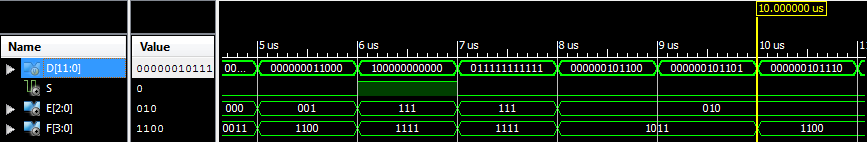 10.000000 us
Name Value 5 us 6 us 7 us 8 us 9 us 10 us 11
D[11:0] 00000010111 00... 000000011000 100000000000 011111111111 000000101100 000000101101 000000101110
S 0
E[2:0] 010 000 001 111 111 010
F[3:0] 1100 0011 1100 1111 1111 1011 1100